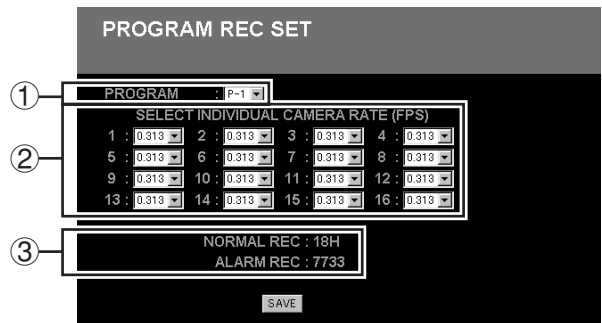 PROGRAM REC SET
① PROGRAM : P-1
SELECT INDIVIDUAL CAMERA RATE (FPS)
② 1 : 0.313 2 : 0.313 3 : 0.313 4 : 0.313
5 : 0.313 6 : 0.313 7 : 0.313 8 : 0.313
9 : 0.313 10 : 0.313 11 : 0.313 12 : 0.313
13 : 0.313 14 : 0.313 15 : 0.313 16 : 0.313
③ NORMAL REC : 18H
ALARM REC : 7733
SAVE